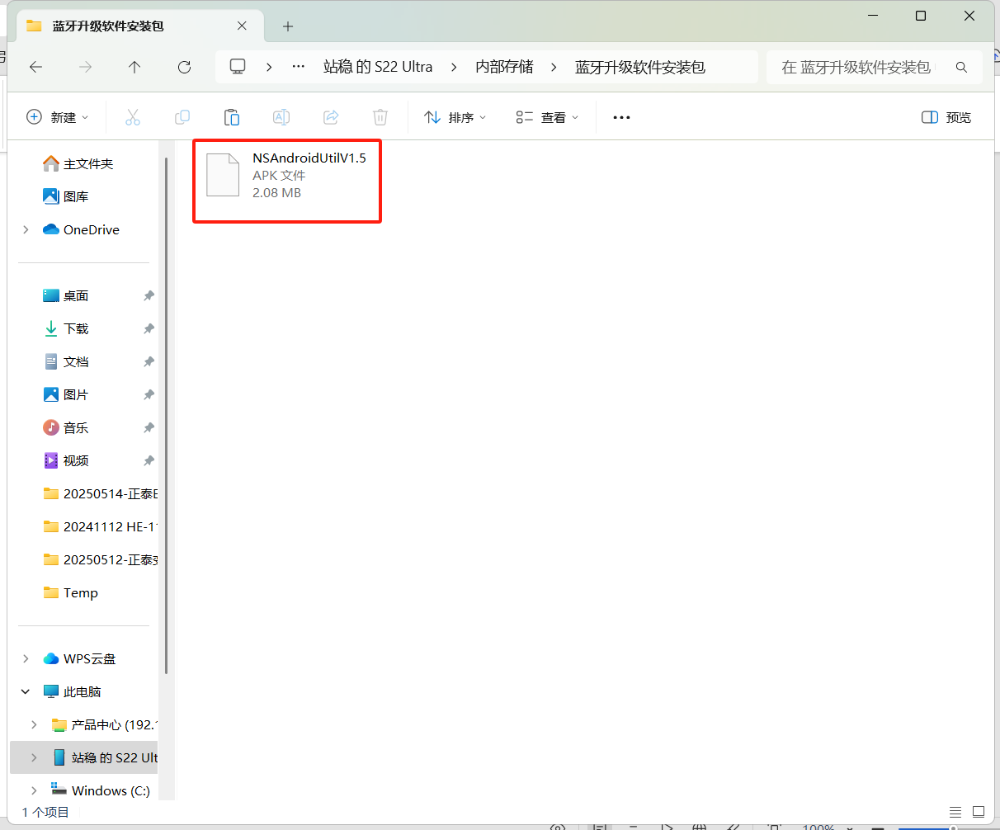 蓝牙升级软件安装包
站稳 的 S22 Ultra
内部存储
蓝牙升级软件安装包
在 蓝牙升级软件安装包
新建
排序
查看
预览
主文件夹
图库
OneDrive
桌面
下载
文档
图片
音乐
视频
20250514-正泰E
20241112 HE-11
20250512-正泰变
Temp
WPS云盘
此电脑
产品中心 (192.1
站稳 的 S22 Ult
Windows (C:)
NSAndroidUtilV1.5
APK 文件
2.08 MB
1 个项目
100%